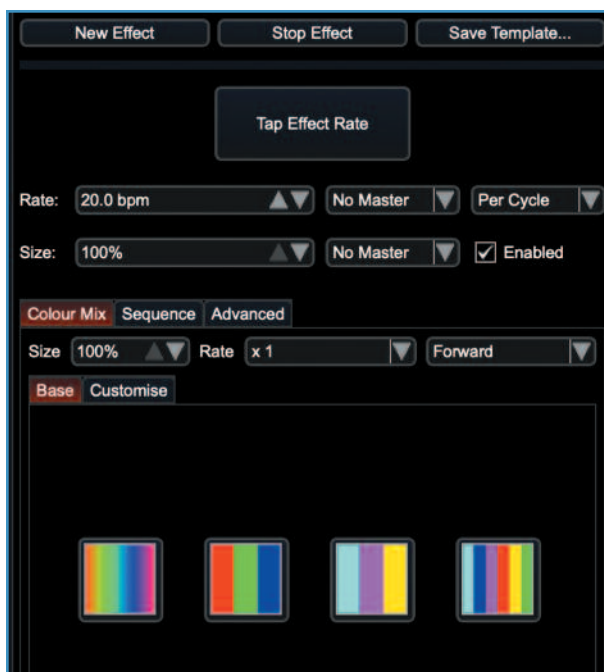 New Effect Stop Effect Save Template...
Tap Effect Rate
Rate: 20.0 bpm No Master Per Cycle
Size: 100% No Master Enabled
Colour Mix Sequence Advanced
Size 100% Rate x 1 Forward
Base Customise